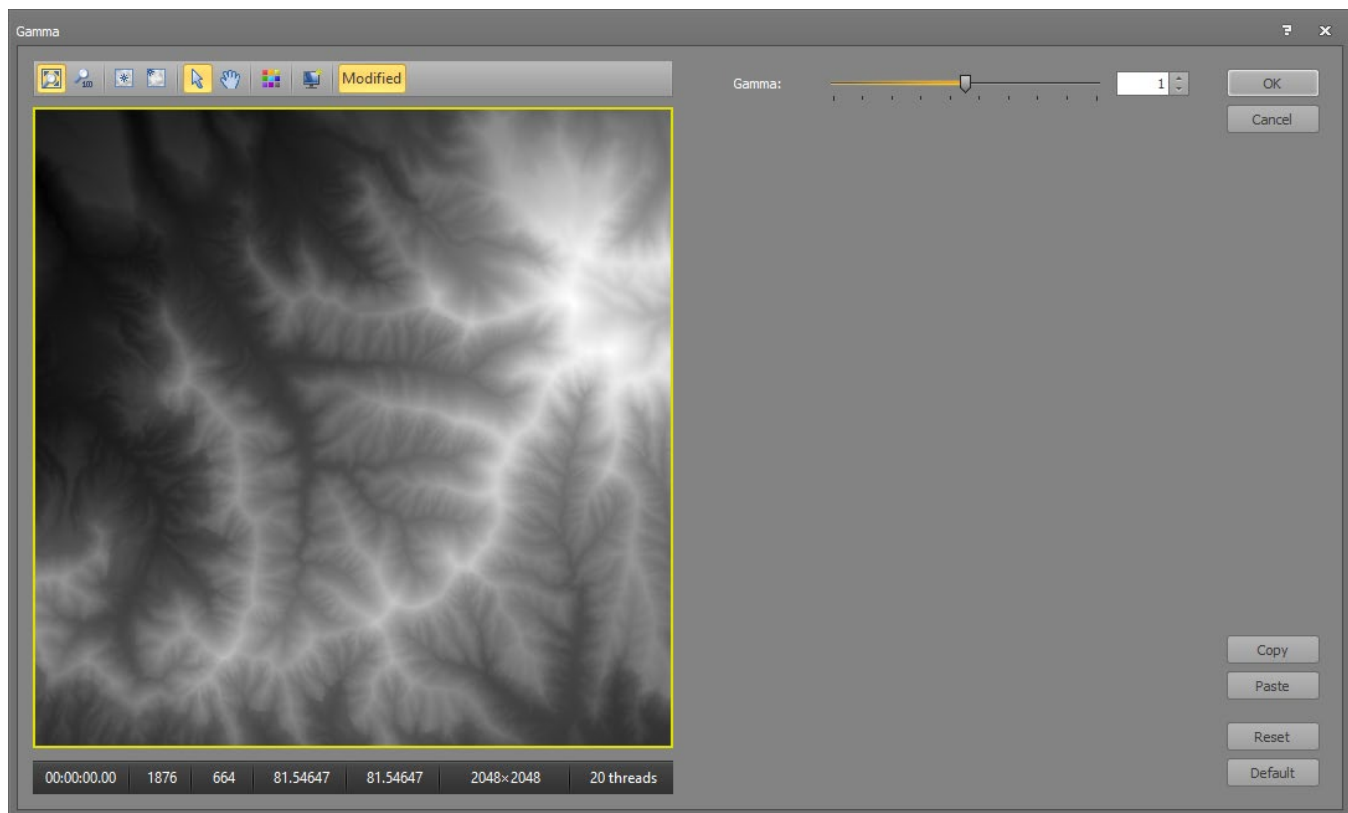 Gamma
100
Modified
Gamma:
1
OK
Cancel
Copy
Paste
Reset
Default
00:00:00.00 1876 664 81.54647 81.54647 2048×2048 20 threads